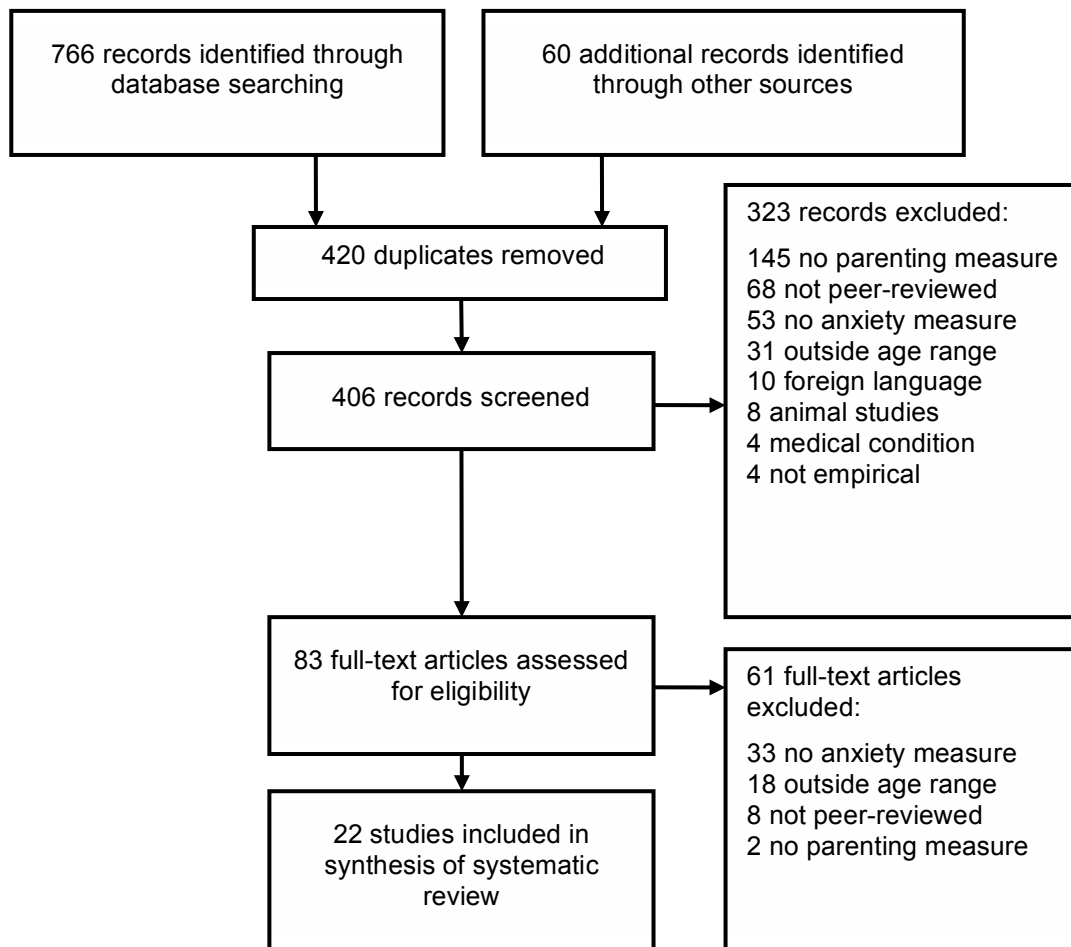 766 records identified through
database searching
60 additional records identified
through other sources
420 duplicates removed
406 records screened
323 records excluded:
145 no parenting measure
68 not peer-reviewed
53 no anxiety measure
31 outside age range
10 foreign language
8 animal studies
4 medical condition
4 not empirical
83 full-text articles assessed
for eligibility
61 full-text articles
excluded:
33 no anxiety measure
18 outside age range
8 not peer-reviewed
2 no parenting measure
22 studies included in
synthesis of systematic
review